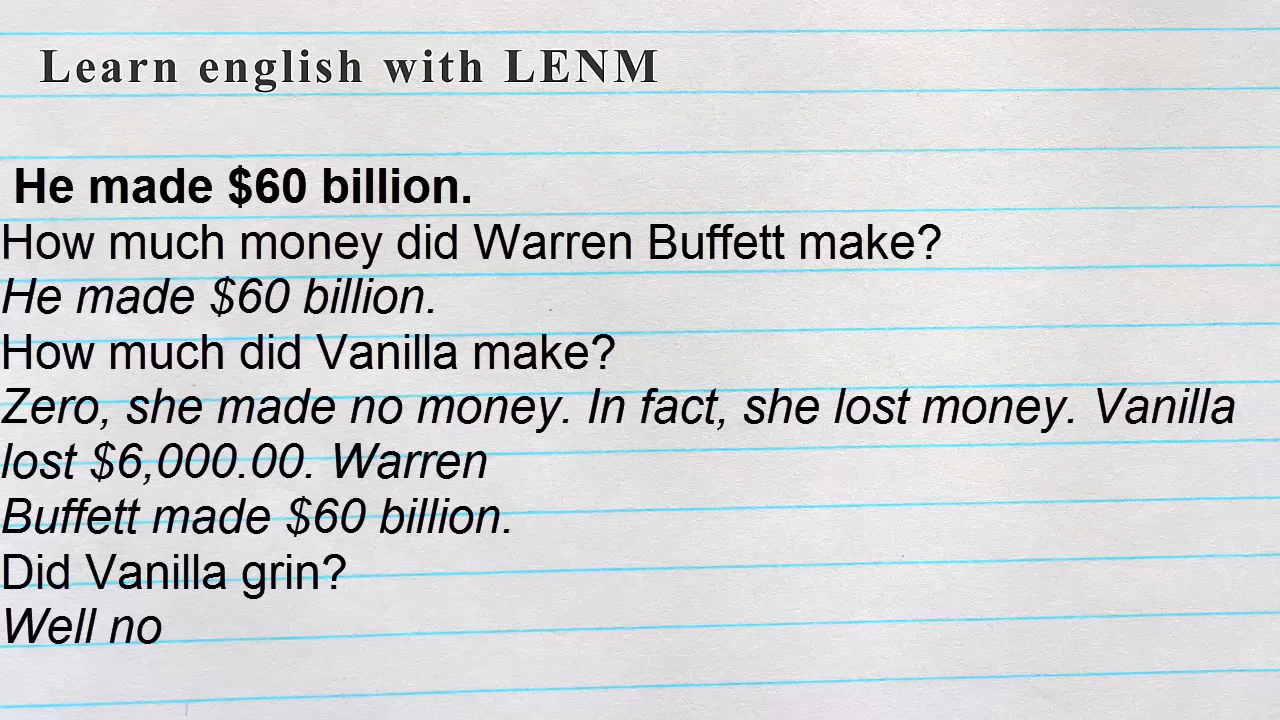 Learn english with LENM
He made $60 billion.
How much money did Warren Buffett make?
He made $60 billion.
How much did Vanilla make?
Zero, she made no money. In fact, she lost money. Vanilla
lost $6,000.00. Warren
Buffett made $60 billion.
Did Vanilla grin?
Well no